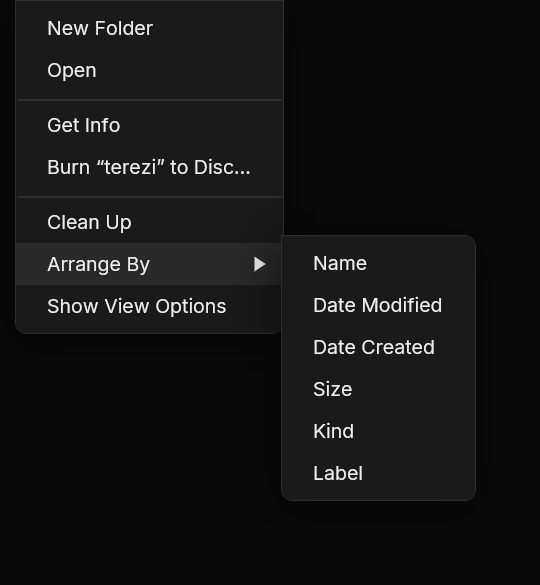 New Folder
Open
Get Info
Burn “terezi” to Disc...
Clean Up
Arrange By
Show View Options
Name
Date Modified
Date Created
Size
Kind
Label